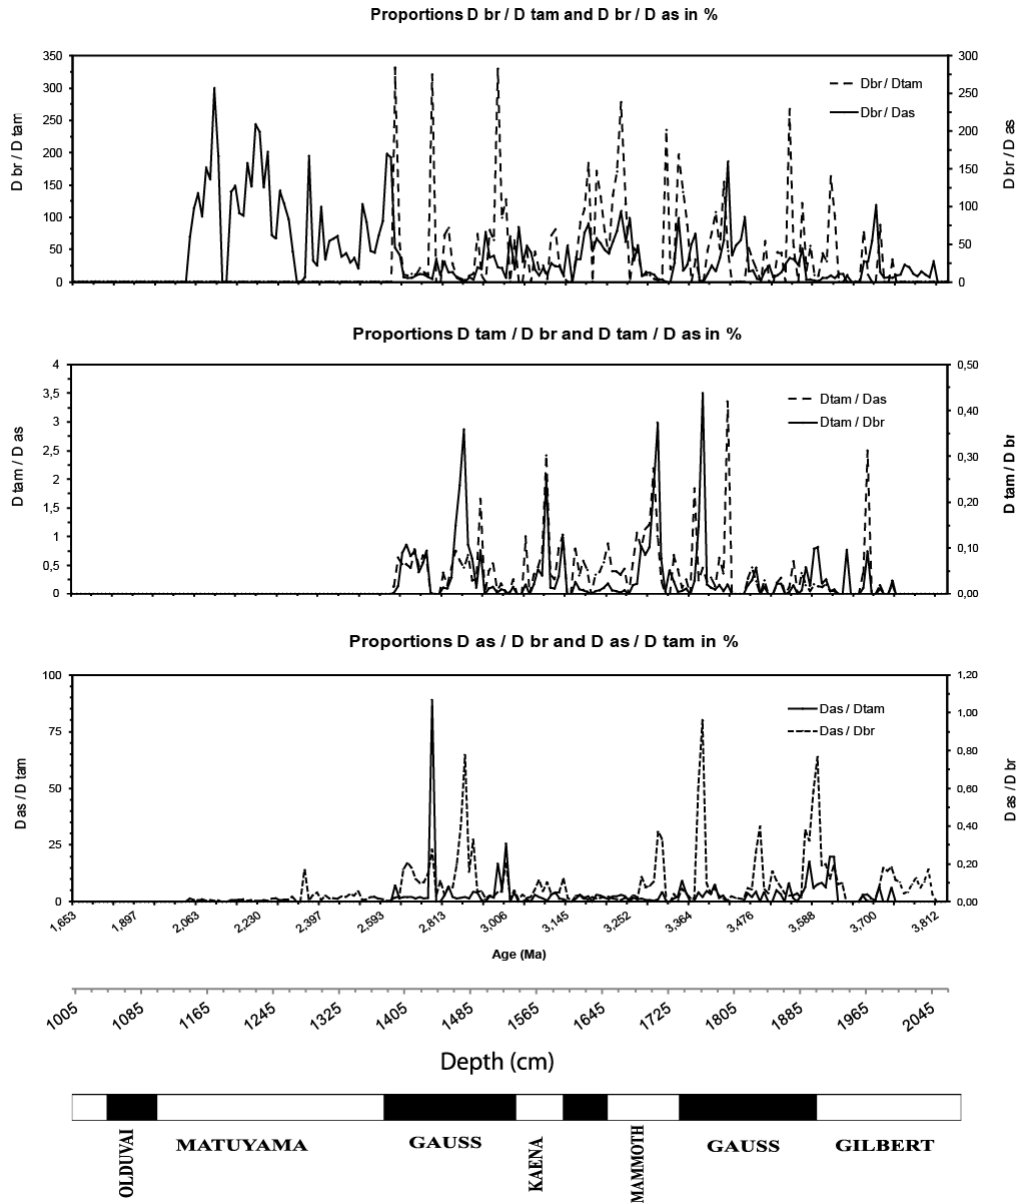 Proportions D br / D tam and D br / D as in %
350
300
250
200
150
100
50
0
D br / D tam
300
250
200
150
100
50
0
D br / D as
Dbr / Dtam
Dbr / Das
Proportions D tam / D br and D tam / D as in %
4
3,5
3
2,5
2
1,5
1
0,5
0
D tam / D as
0,50
0,40
0,30
0,20
0,10
0,00
D tam / D br
Dtam / Das
Dtam / Dbr
Proportions D as / D br and D as / D tam in %
100
75
50
25
0
D as / D tam
1,20
1,00
0,80
0,60
0,40
0,20
0,00
D as / D br
Das / Dtam
Das / Dbr
1,653 1,897 2,063 2,230 2,397 2,593 2,813 3,006 3,145 3,252 3,364 3,476 3,588 3,700 3,812
Age (Ma)
1005 1085 1165 1245 1325 1405 1485 1565 1645 1725 1805 1885 1965 2045
Depth (cm)
OLDUVAI MATUYAMA GAUSS KAENA MAMMOTH GAUSS GILBERT